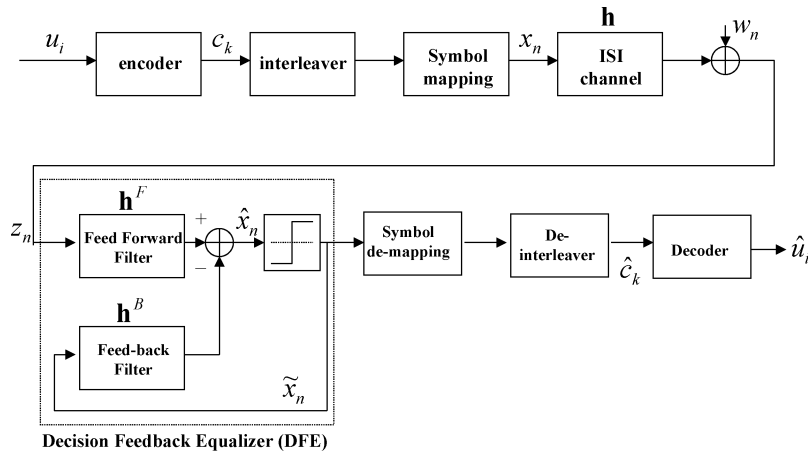 u_i
encoder
c_k
interleaver
Symbol
mapping
x_n
h
ISI
channel
w_n
z_n
h^F
Feed Forward
Filter
+
−
x̂_n
Symbol
de-mapping
De-
interleaver
ĉ_k
Decoder
û_i
h^B
Feed-back
Filter
x̃_n
Decision Feedback Equalizer (DFE)